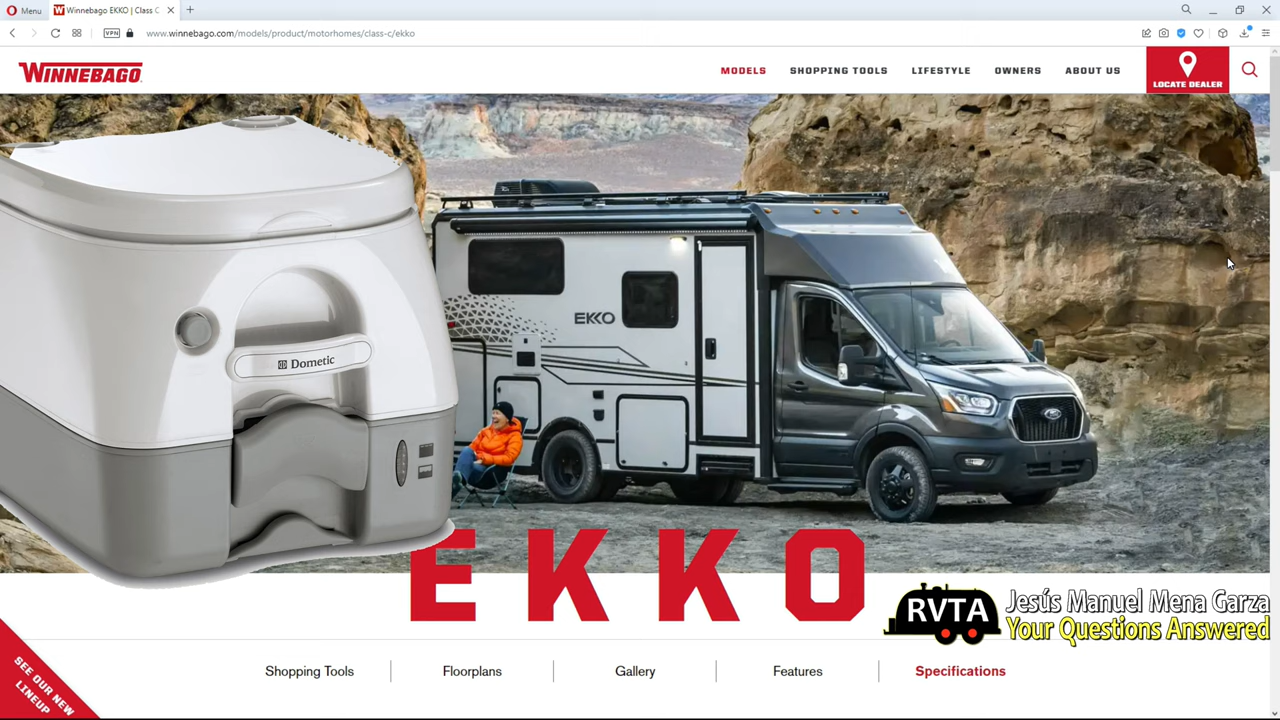 Menu
Winnebago EKKO | Class C
VPN
www.winnebago.com/models/product/motorhomes/class-c/ekko
WINNEBAGO
MODELS
SHOPPING TOOLS
LIFESTYLE
OWNERS
ABOUT US
LOCATE DEALER
EKKO
Dometic
EKKO
RVTA
Jesús Manuel Mena Garza
Your Questions Answered
SEE OUR NEW
LINEUP
Shopping Tools
Floorplans
Gallery
Features
Specifications